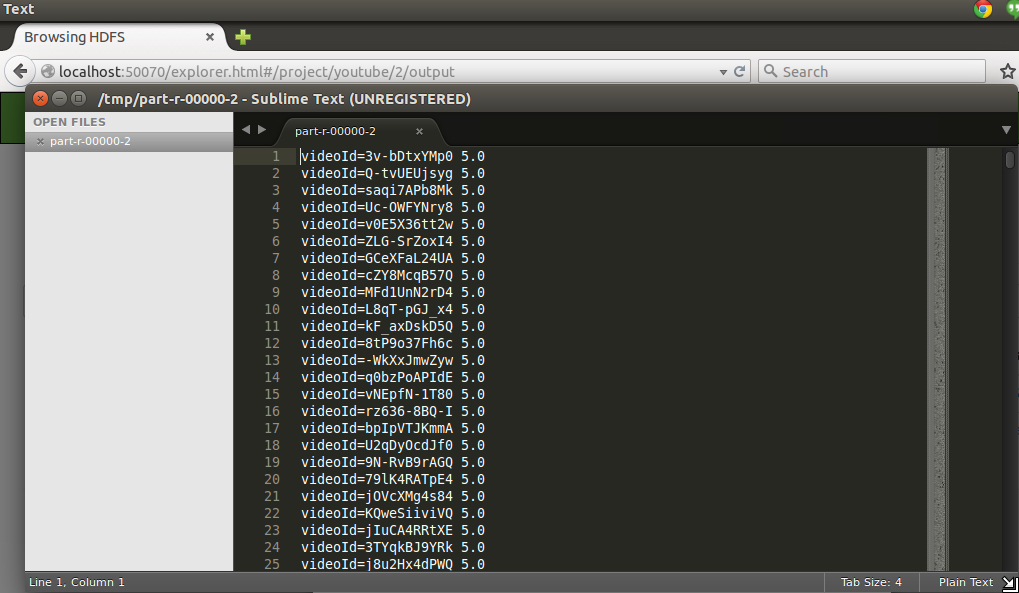 Text
Browsing HDFS
localhost:50070/explorer.html#/project/youtube/2/output
Search
/tmp/part-r-00000-2 - Sublime Text (UNREGISTERED)
OPEN FILES
part-r-00000-2
part-r-00000-2
1 videoId=3v-bDtxYMp0 5.0
2 videoId=Q-tvUEUjsyg 5.0
3 videoId=saqi7APb8Mk 5.0
4 videoId=Uc-OWFYNry8 5.0
5 videoId=v0E5X36tt2w 5.0
6 videoId=ZLG-SrZoxI4 5.0
7 videoId=GCeXFaL24UA 5.0
8 videoId=cZY8McqB57Q 5.0
9 videoId=MFd1UnN2rD4 5.0
10 videoId=L8qT-pGJ_x4 5.0
11 videoId=kF_axDskD5Q 5.0
12 videoId=8tP9o37Fh6c 5.0
13 videoId=-WkXxJmwZyw 5.0
14 videoId=q0bzPoAPIdE 5.0
15 videoId=vNEpfN-1T80 5.0
16 videoId=rz636-8BQ-I 5.0
17 videoId=bpIpVTJKmmA 5.0
18 videoId=U2qDyOcdJf0 5.0
19 videoId=9N-RvB9rAGQ 5.0
20 videoId=79lK4RATpE4 5.0
21 videoId=jOVcXMg4s84 5.0
22 videoId=KQweSiiviVQ 5.0
23 videoId=jIuCA4RRtXE 5.0
24 videoId=3TYqkBJ9YRk 5.0
25 videoId=j8u2Hx4dPWQ 5.0
Line 1, Column 1
Tab Size: 4
Plain Text